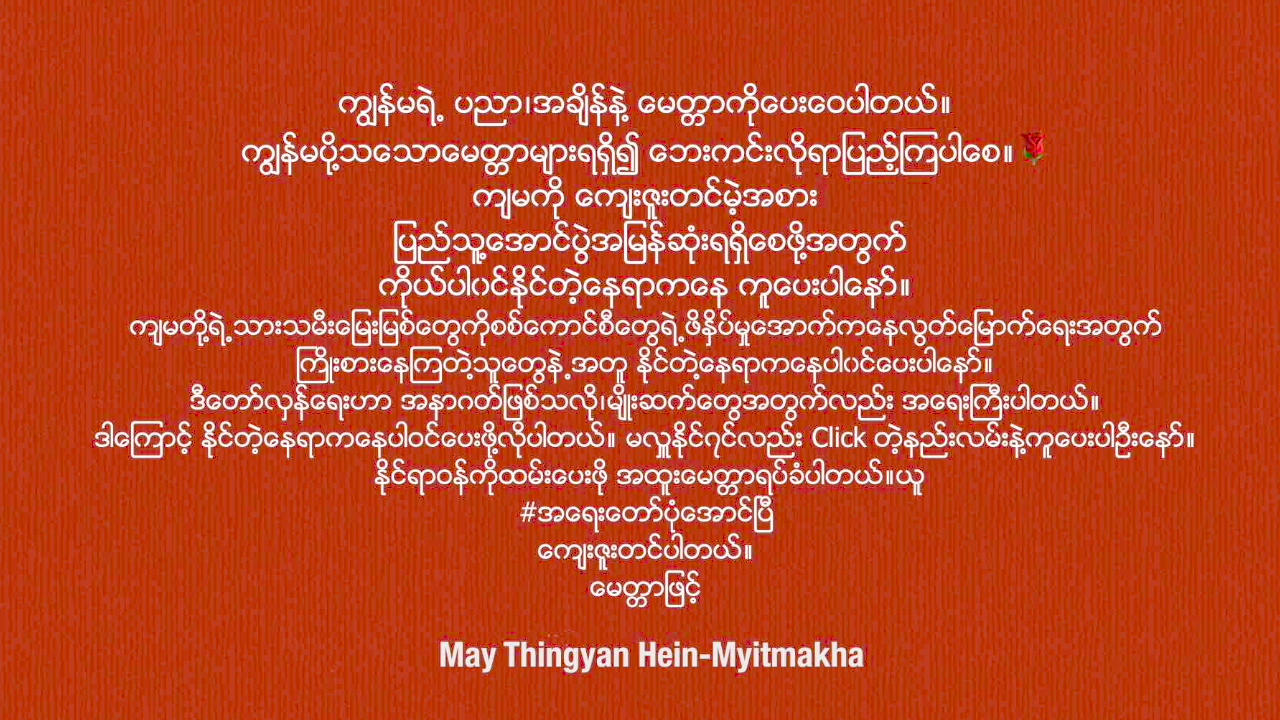 ကျွန်မရဲ့ ပညာ၊အချိန်နဲ့ မေတ္တာကိုပေးဝေပါတယ်။
ကျွန်မပို့သသောမေတ္တာများရရှိ၍ ဘေးကင်းလိုရာပြည့်ကြပါစေ။🌹
ကျမကို ကျေးဇူးတင်မဲ့အစား
ပြည်သူ့အောင်ပွဲအမြန်ဆုံးရရှိစေဖို့အတွက်
ကိုယ်ပါဝင်နိုင်တဲ့နေရာကနေ ကူပေးပါနော်။
ကျမတို့ရဲ့သားသမီးမြေးမြစ်တွေကိုစစ်ကောင်စီတွေရဲ့ဖိနှိပ်မှုအောက်ကနေလွတ်မြောက်ရေးအတွက်
ကြိုးစားနေကြတဲ့သူတွေနဲ့အတူ နိုင်တဲ့နေရာကနေပါဝင်ပေးပါနော်။
ဒီတော်လှန်ရေးဟာ အနာဂတ်ဖြစ်သလို၊မျိုးဆက်တွေအတွက်လည်း အရေးကြီးပါတယ်။
ဒါကြောင့် နိုင်တဲ့နေရာကနေပါဝင်ပေးဖို့လိုပါတယ်။ မလှူနိုင်ဂုင်လည်း Click တဲ့နည်းလမ်းနဲ့ကူပေးပါဦးနော်။
နိုင်ရာဝန်ကိုထမ်းပေးဖို အထူးမေတ္တာရပ်ခံပါတယ်။ယူ
#အရေးတော်ပုံအောင်ပြီ
ကျေးဇူးတင်ပါတယ်။
မေတ္တာဖြင့်
May Thingyan Hein-Myitmakha